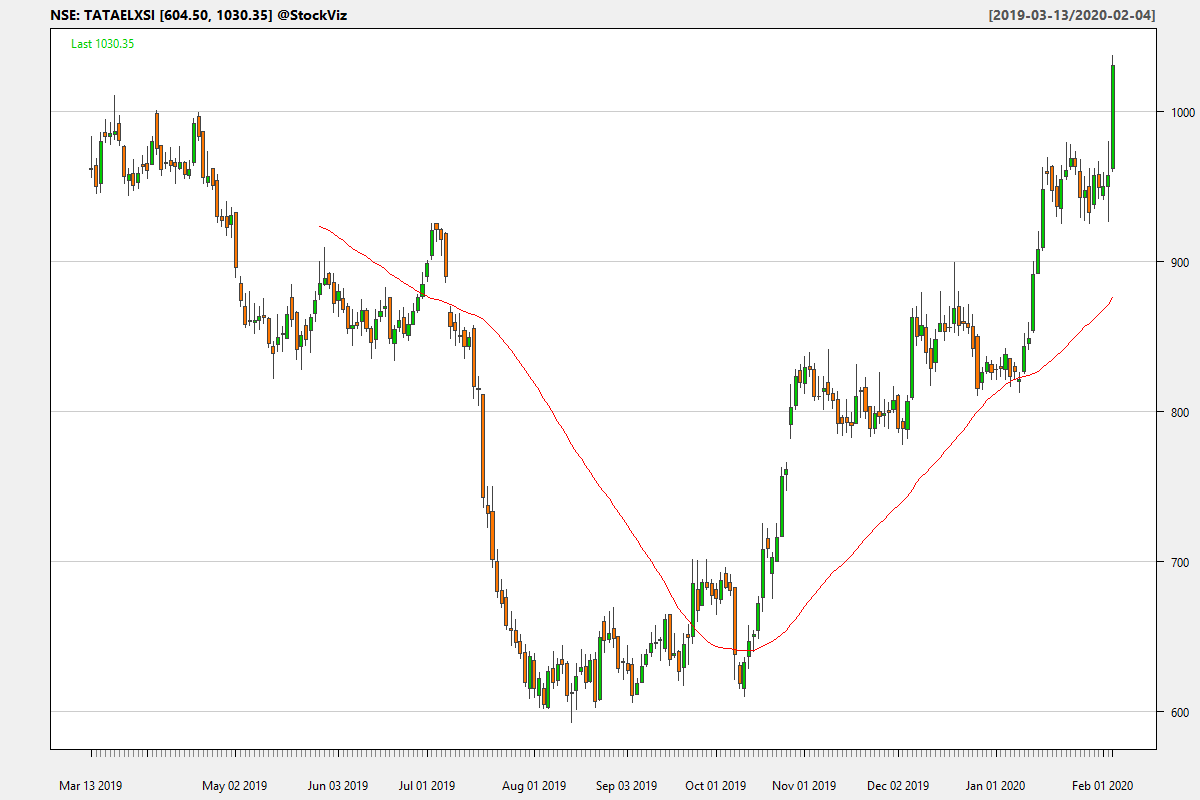 NSE: TATAELXSI [604.50, 1030.35] @StockViz
[2019-03-13/2020-02-04]
Last 1030.35
1000
900
800
700
600
Mar 13 2019 May 02 2019 Jun 03 2019 Jul 01 2019 Aug 01 2019 Sep 03 2019 Oct 01 2019 Nov 01 2019 Dec 02 2019 Jan 01 2020 Feb 01 2020